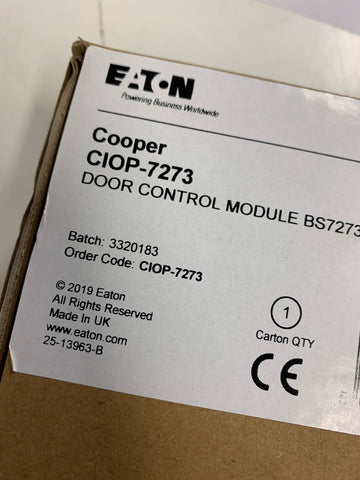 EATON
Powering Business Worldwide
Cooper
CIOP-7273
DOOR CONTROL MODULE BS7273
Batch: 3320183
Order Code: CIOP-7273
© 2019 Eaton
All Rights Reserved
Made In UK
www.eaton.com
25-13963-B
1
Carton QTY
CE